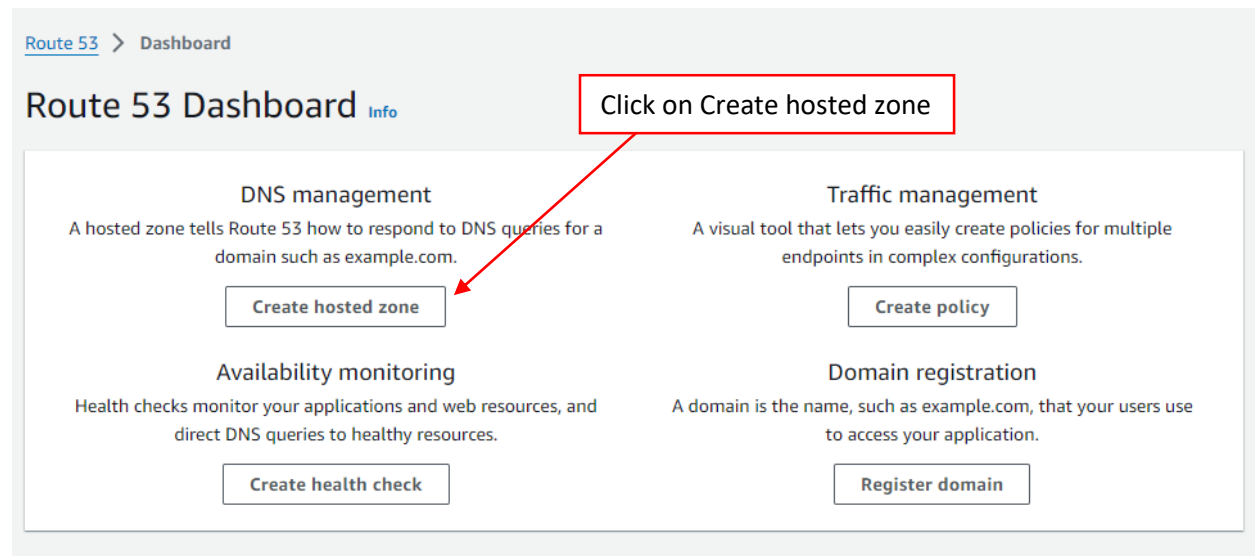 Route 53 > Dashboard
Route 53 Dashboard Info
Click on Create hosted zone
DNS management
A hosted zone tells Route 53 how to respond to DNS queries for a
domain such as example.com.
Create hosted zone
Traffic management
A visual tool that lets you easily create policies for multiple
endpoints in complex configurations.
Create policy
Availability monitoring
Health checks monitor your applications and web resources, and
direct DNS queries to healthy resources.
Create health check
Domain registration
A domain is the name, such as example.com, that your users use
to access your application.
Register domain